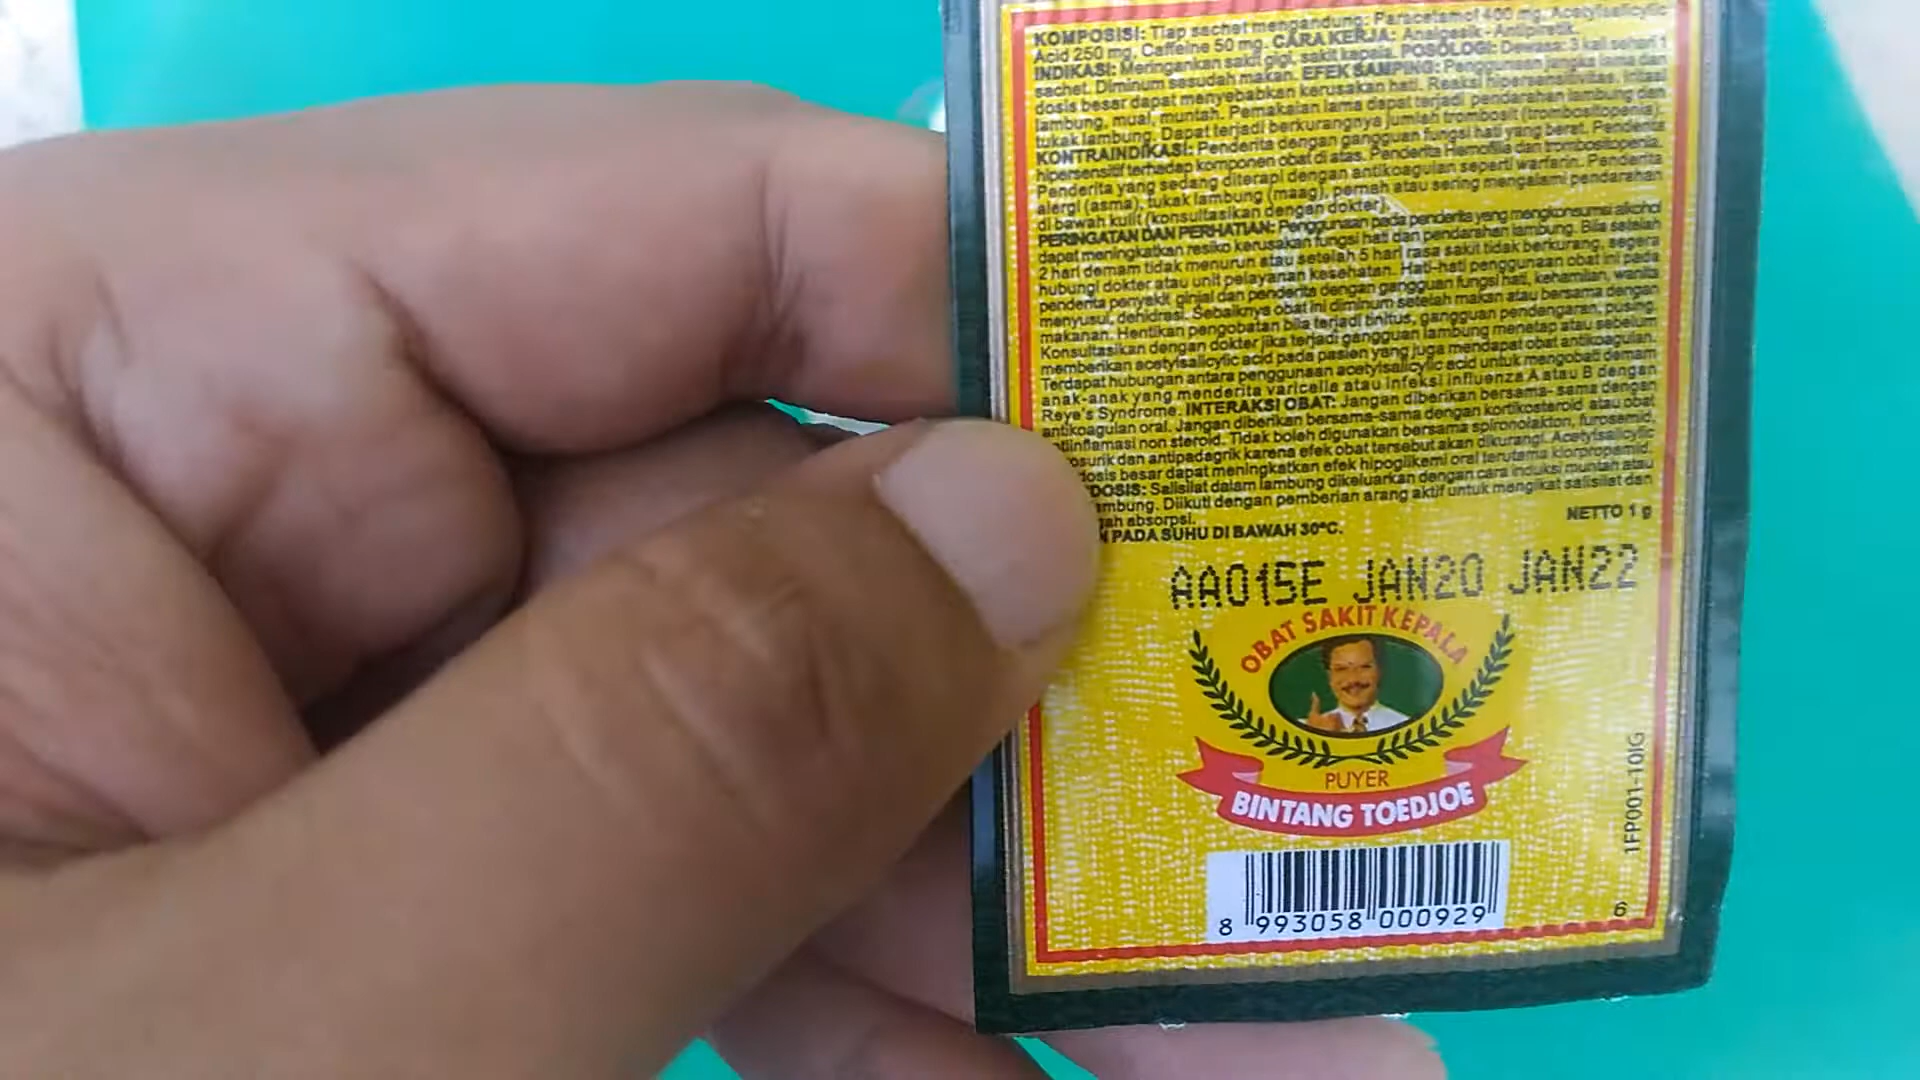 KOMPOSISI: Tiap sachet mengandung: Paracetamol 400 mg, Acetylsalicylic
Acid 250 mg, Caffeine 50 mg. CARA KERJA: Analgesik - Antipiretik.
INDIKASI: Meringankan sakit gigi, sakit kepala. POSOLOGI: Dewasa: 3 kali sehari 1
sachet. Diminum sesudah makan. EFEK SAMPING: Penggunaan jangka lama dan
dosis besar dapat menyebabkan kerusakan hati. Reaksi hipersensitivitas, iritasi
lambung, mual, muntah. Pemakaian lama dapat terjadi pendarahan lambung dan
tukak lambung. Dapat terjadi berkurangnya jumlah trombosit (trombositopenia).
KONTRAINDIKASI: Penderita dengan gangguan fungsi hati yang berat. Penderita
hipersensitif terhadap komponen obat di atas. Penderita Hemofilia dan trombositopenia.
Penderita yang sedang diterapi dengan antikoagulan seperti warfarin. Penderita
alergi (asma), tukak lambung (maag), pernah atau sering mengalami pendarahan
di bawah kulit (konsultasikan dengan dokter).
PERINGATAN DAN PERHATIAN: Penggunaan pada penderita yang mengkonsumsi alkohol
dapat meningkatkan resiko kerusakan fungsi hati dan pendarahan lambung. Bila setelah
2 hari demam tidak menurun atau setelah 5 hari rasa sakit tidak berkurang, segera
hubungi dokter atau unit pelayanan kesehatan. Hati-hati penggunaan obat ini pada
penderita penyakit ginjal dan penderita dengan gangguan fungsi hati, kehamilan, wanita
menyusui, dehidrasi. Sebaiknya obat ini diminum setelah makan atau bersama dengan
makanan. Hentikan pengobatan bila terjadi tinitus, gangguan pendengaran, pusing.
Konsultasikan dengan dokter jika terjadi gangguan lambung menetap atau sebelum
memberikan acetylsalicylic acid pada pasien yang juga mendapat obat antikoagulan.
Terdapat hubungan antara penggunaan acetylsalicylic acid untuk mengobati demam
anak-anak yang menderita varicella atau infeksi influenza A atau B dengan
Reye's Syndrome. INTERAKSI OBAT: Jangan diberikan bersama-sama dengan
antikoagulan oral. Jangan diberikan bersama-sama dengan kortikosteroid atau obat
antiinflamasi non steroid. Tidak boleh digunakan bersama spironolakton, furosemid,
osurik dan antipadagrik karena efek obat tersebut akan dikurangi. Acetylsalicylic
dosis besar dapat meningkatkan efek hipoglikemi oral terutama klorpropamid.
DOSIS: Salisilat dalam lambung dikeluarkan dengan cara induksi muntah atau
ambung. Diikuti dengan pemberian arang aktif untuk mengikat salisilat dan
gah absorpsi.
N PADA SUHU DI BAWAH 30°C.
NETTO 1 g
AA015E JAN20 JAN22
OBAT SAKIT KEPALA
PUYER
BINTANG TOEDJOE
1FP001-10IG
8 993058 000929
6